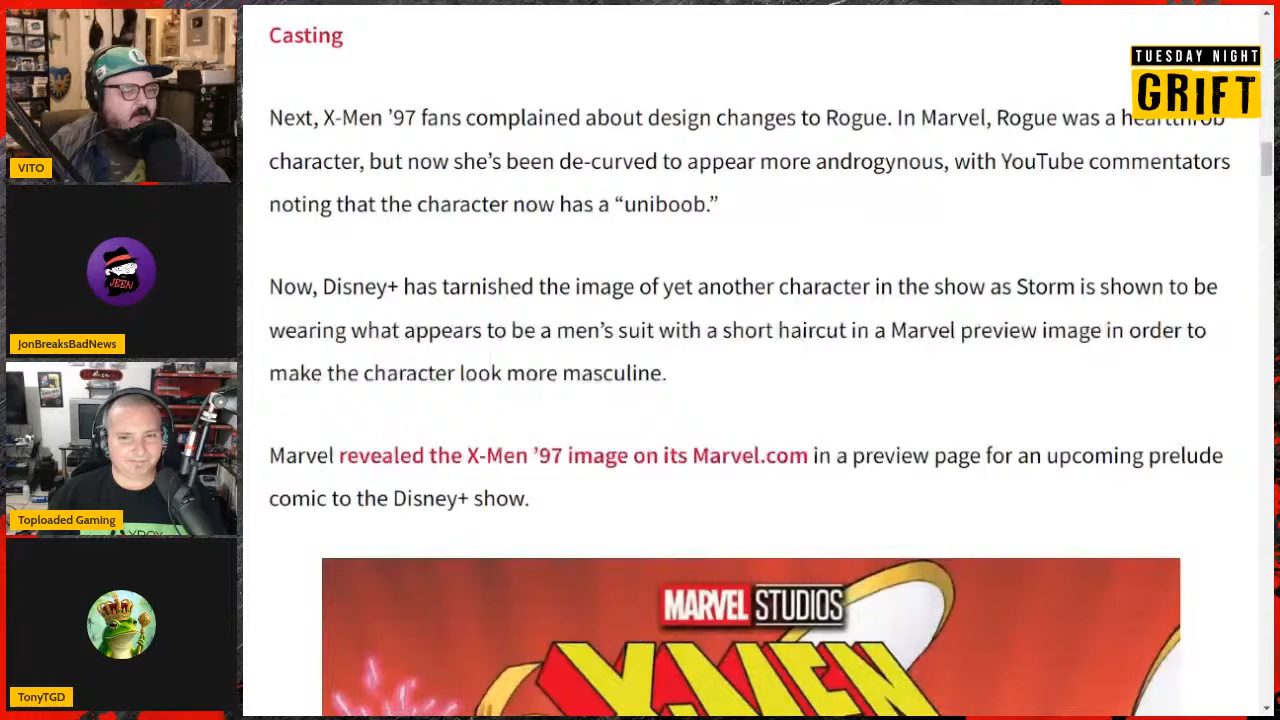 Casting
TUESDAY NIGHT
GRIFT
Next, X-Men ’97 fans complained about design changes to Rogue. In Marvel, Rogue was a heartthrob
character, but now she’s been de-curved to appear more androgynous, with YouTube commentators
noting that the character now has a “uniboob.”
Now, Disney+ has tarnished the image of yet another character in the show as Storm is shown to be
wearing what appears to be a men’s suit with a short haircut in a Marvel preview image in order to
make the character look more masculine.
Marvel revealed the X-Men ’97 image on its Marvel.com in a preview page for an upcoming prelude
comic to the Disney+ show.
MARVEL STUDIOS
X-MEN
VITO
JBBN
JonBreaksBadNews
XBOX
Toploaded Gaming
TonyTGD